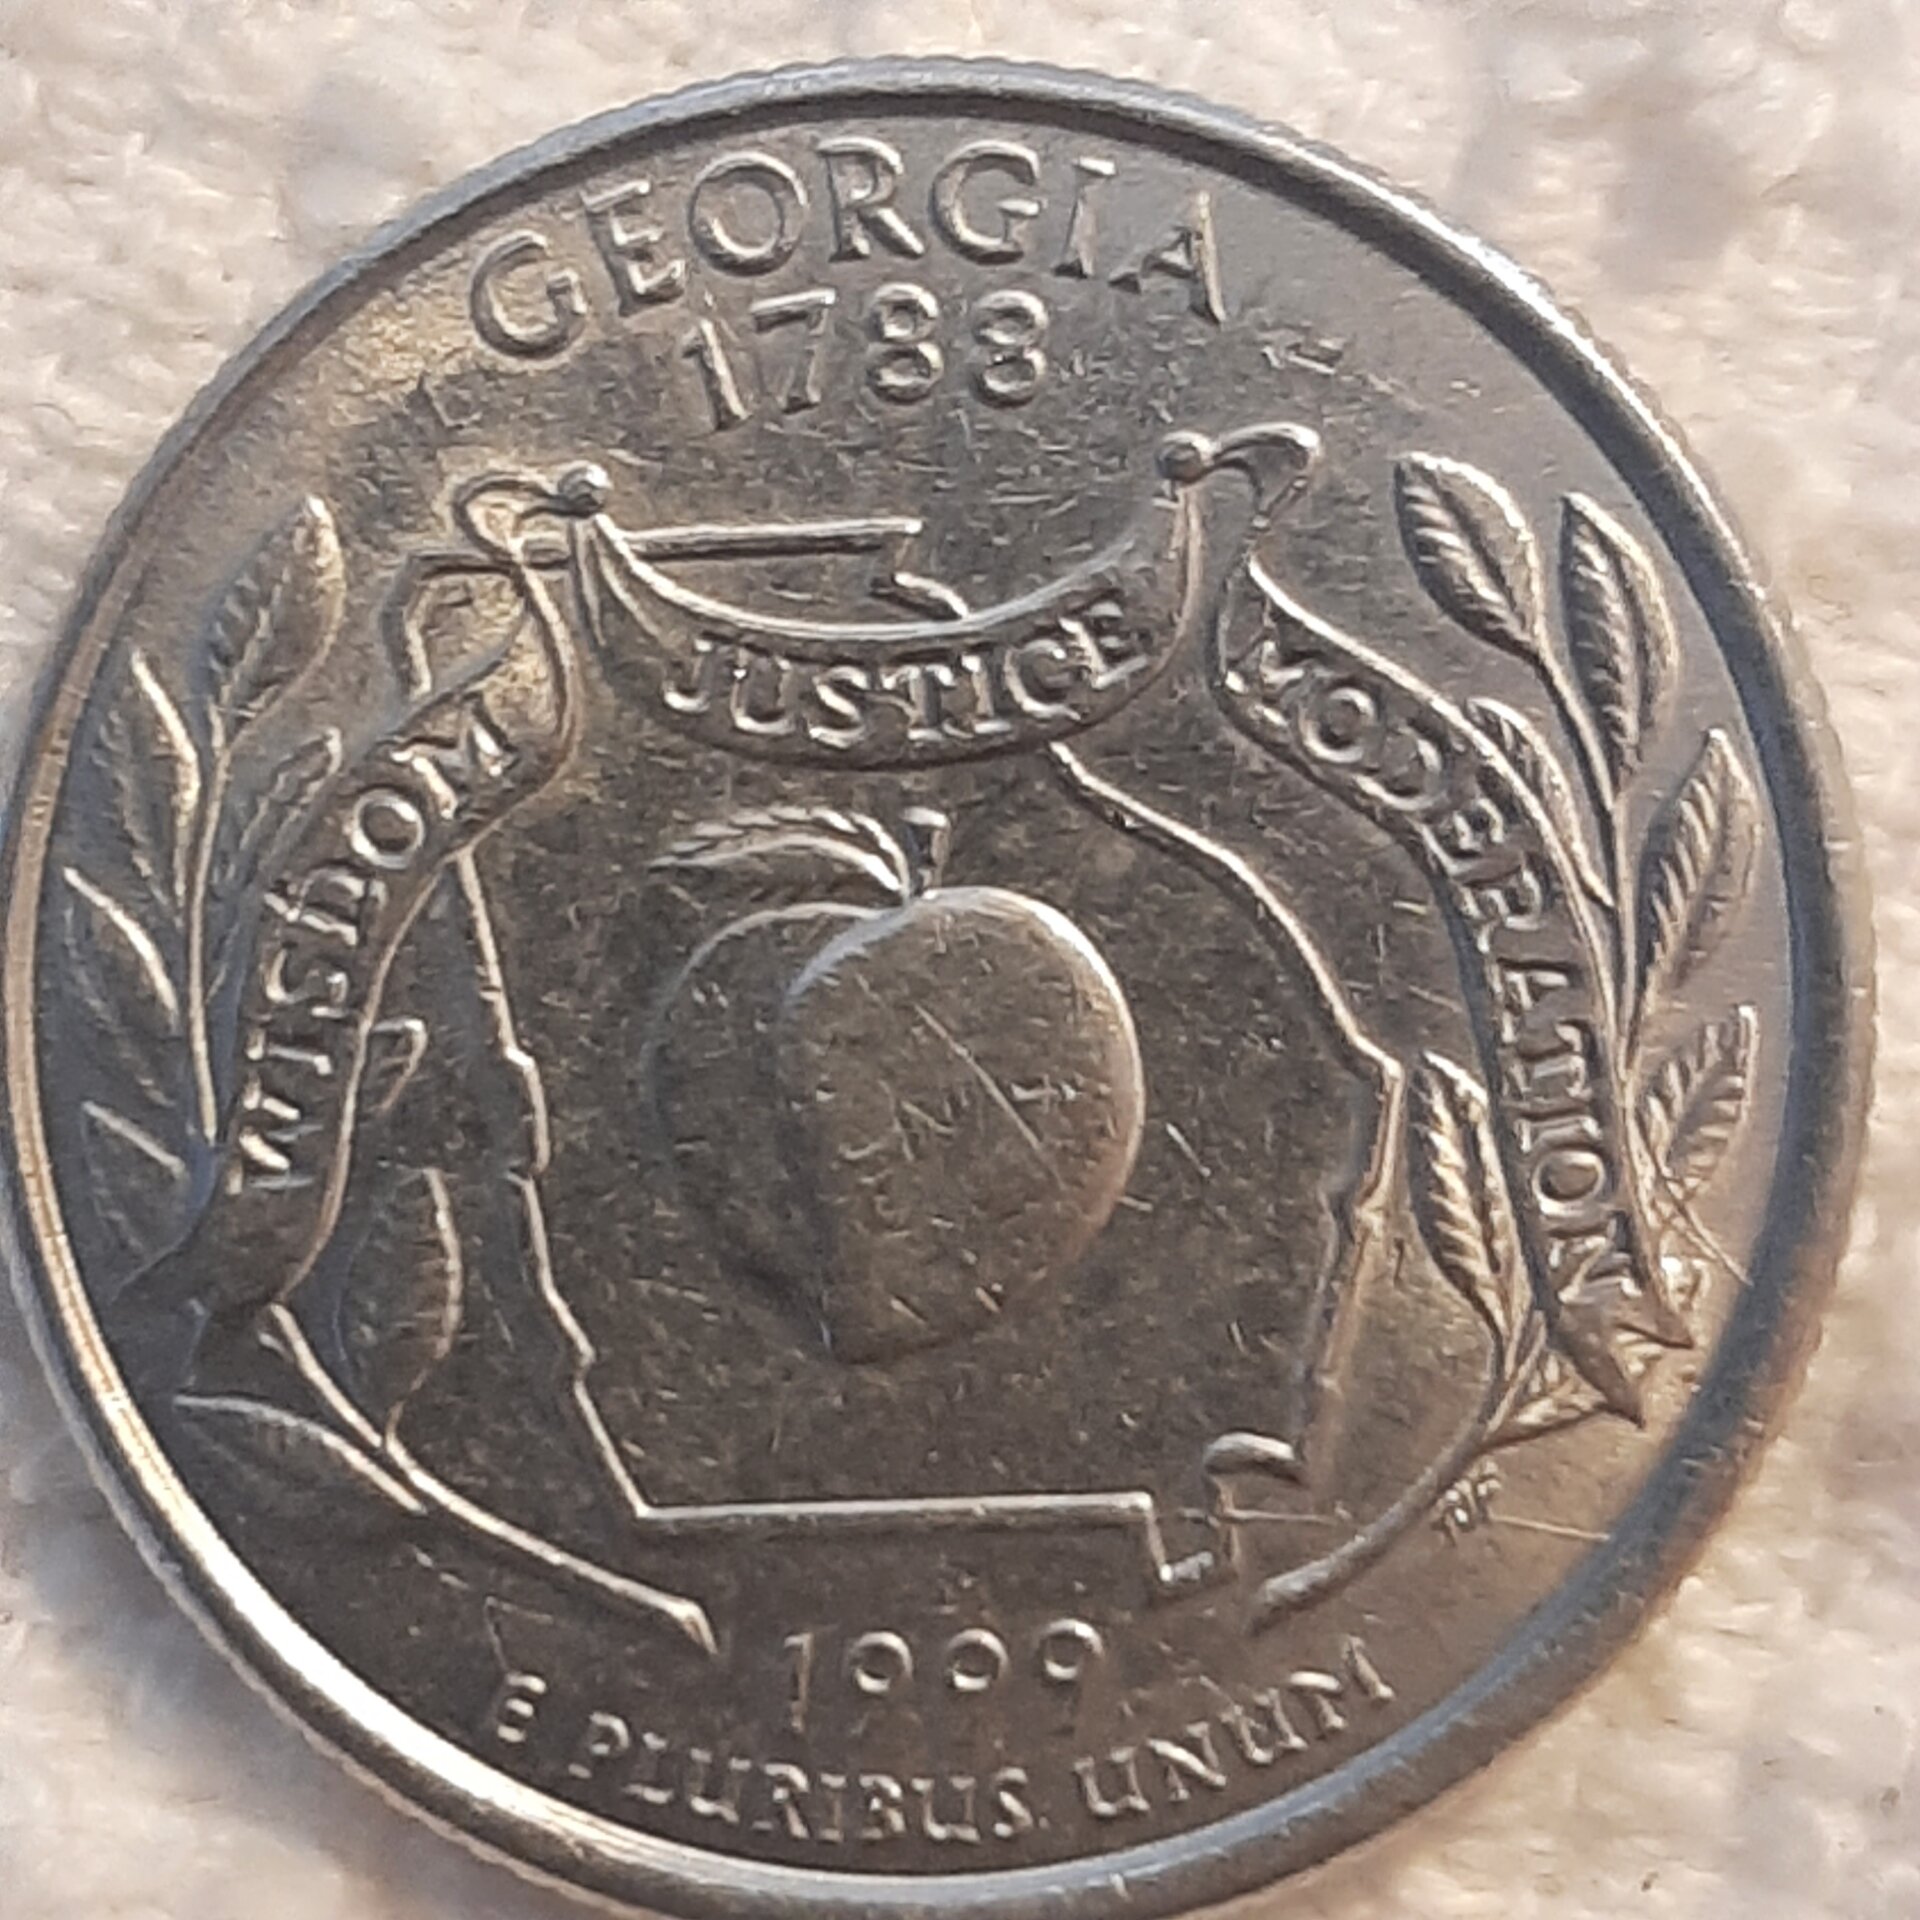 GEORGIA
1788
WISDOM
JUSTICE
MODERATION
1999
E PLURIBUS UNUM